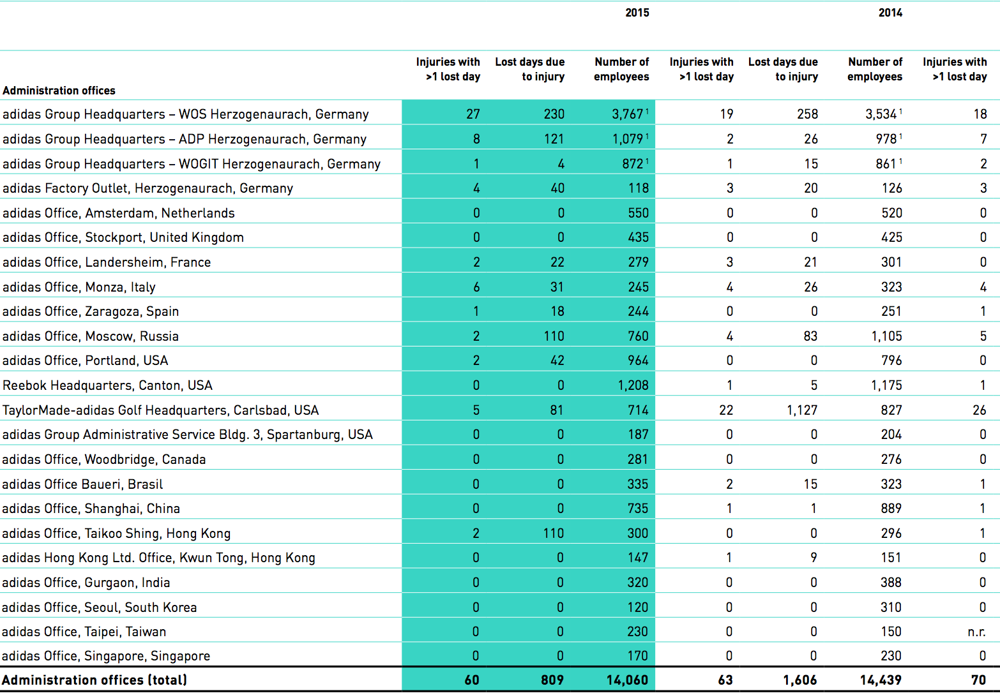 2015 2014
Injuries with Lost days due Number of Injuries with Lost days due Number of Injuries with
>1 lost day to injury employees >1 lost day to injury employees >1 lost day
Administration offices
adidas Group Headquarters – WOS Herzogenaurach, Germany 27 230 3,767 1 19 258 3,534 1 18
adidas Group Headquarters – ADP Herzogenaurach, Germany 8 121 1,079 1 2 26 978 1 7
adidas Group Headquarters – WOGIT Herzogenaurach, Germany 1 4 872 1 1 15 861 1 2
adidas Factory Outlet, Herzogenaurach, Germany 4 40 118 3 20 126 3
adidas Office, Amsterdam, Netherlands 0 0 550 0 0 520 0
adidas Office, Stockport, United Kingdom 0 0 435 0 0 425 0
adidas Office, Landersheim, France 2 22 279 3 21 301 0
adidas Office, Monza, Italy 6 31 245 4 26 323 4
adidas Office, Zaragoza, Spain 1 18 244 0 0 251 1
adidas Office, Moscow, Russia 2 110 760 4 83 1,105 5
adidas Office, Portland, USA 2 42 964 0 0 796 0
Reebok Headquarters, Canton, USA 0 0 1,208 1 5 1,175 1
TaylorMade-adidas Golf Headquarters, Carlsbad, USA 5 81 714 22 1,127 827 26
adidas Group Administrative Service Bldg. 3, Spartanburg, USA 0 0 187 0 0 204 0
adidas Office, Woodbridge, Canada 0 0 281 0 0 276 0
adidas Office Baueri, Brasil 0 0 335 2 15 323 1
adidas Office, Shanghai, China 0 0 735 1 1 889 1
adidas Office, Taikoo Shing, Hong Kong 2 110 300 0 0 296 1
adidas Hong Kong Ltd. Office, Kwun Tong, Hong Kong 0 0 147 1 9 151 0
adidas Office, Gurgaon, India 0 0 320 0 0 388 0
adidas Office, Seoul, South Korea 0 0 120 0 0 310 0
adidas Office, Taipei, Taiwan 0 0 230 0 0 150 n.r.
adidas Office, Singapore, Singapore 0 0 170 0 0 230 0
Administration offices (total) 60 809 14,060 63 1,606 14,439 70